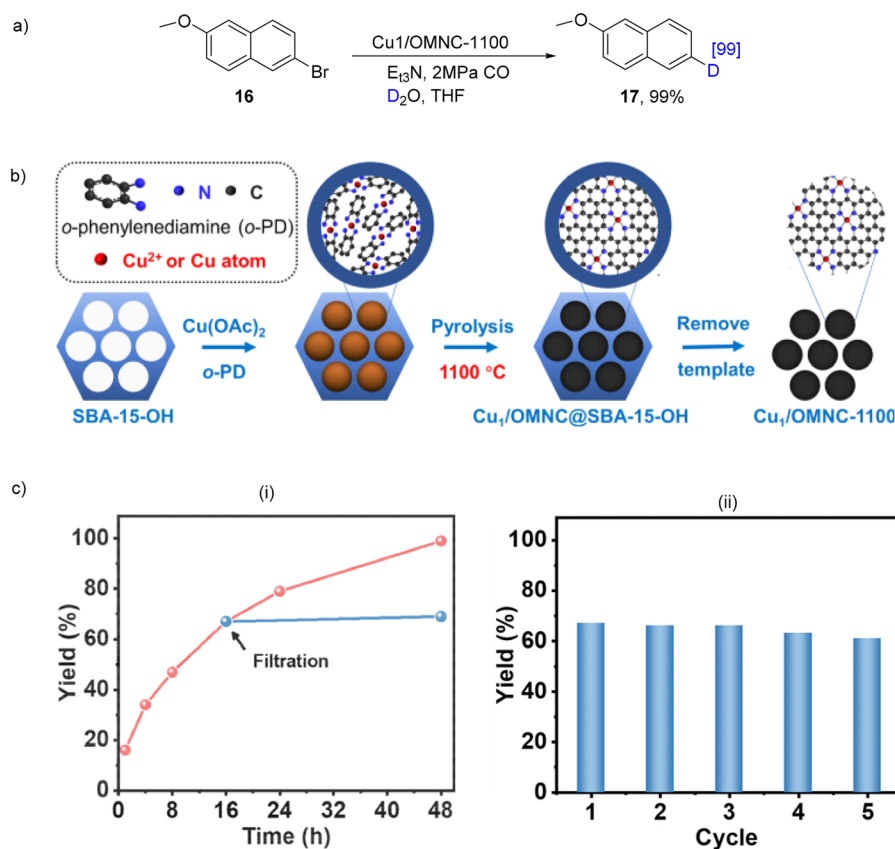 a)
O
Br
16
Cu1/OMNC-1100
Et₃N, 2MPa CO
D₂O, THF
O
[99]
D
17, 99%
b)
N
C
o-phenylenediamine (o-PD)
Cu²⁺ or Cu atom
SBA-15-OH
Cu(OAc)₂
o-PD
Pyrolysis
1100 °C
Cu₁/OMNC@SBA-15-OH
Remove
template
Cu₁/OMNC-1100
c)
(i)
Yield (%)
100
80
60
40
20
0
Filtration
0 8 16 24 32 40 48
Time (h)
(ii)
Yield (%)
100
80
60
40
20
0
1 2 3 4 5
Cycle